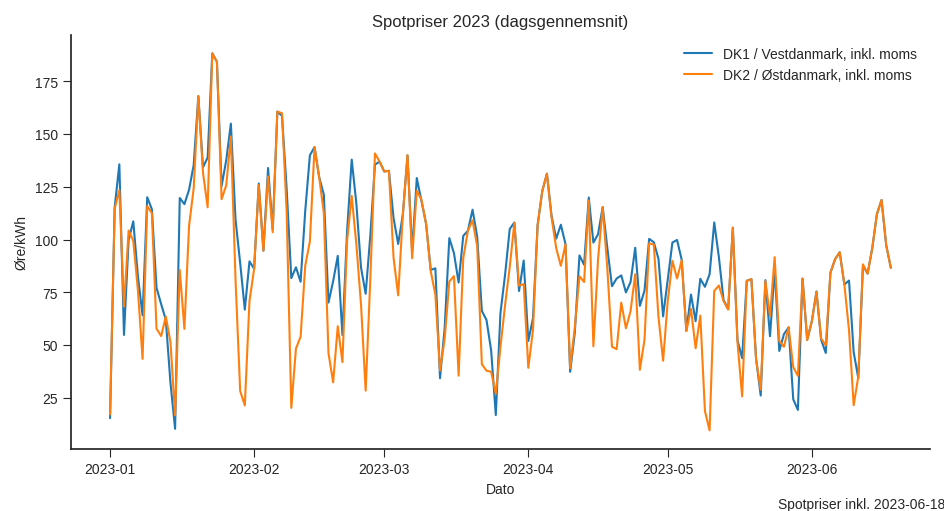 Spotpriser 2023 (dagsgennemsnit)
DK1 / Vestdanmark, inkl. moms
DK2 / Østdanmark, inkl. moms
Øre/kWh
175
150
125
100
75
50
25
2023-01
2023-02
2023-03
2023-04
2023-05
2023-06
Dato
Spotpriser inkl. 2023-06-18